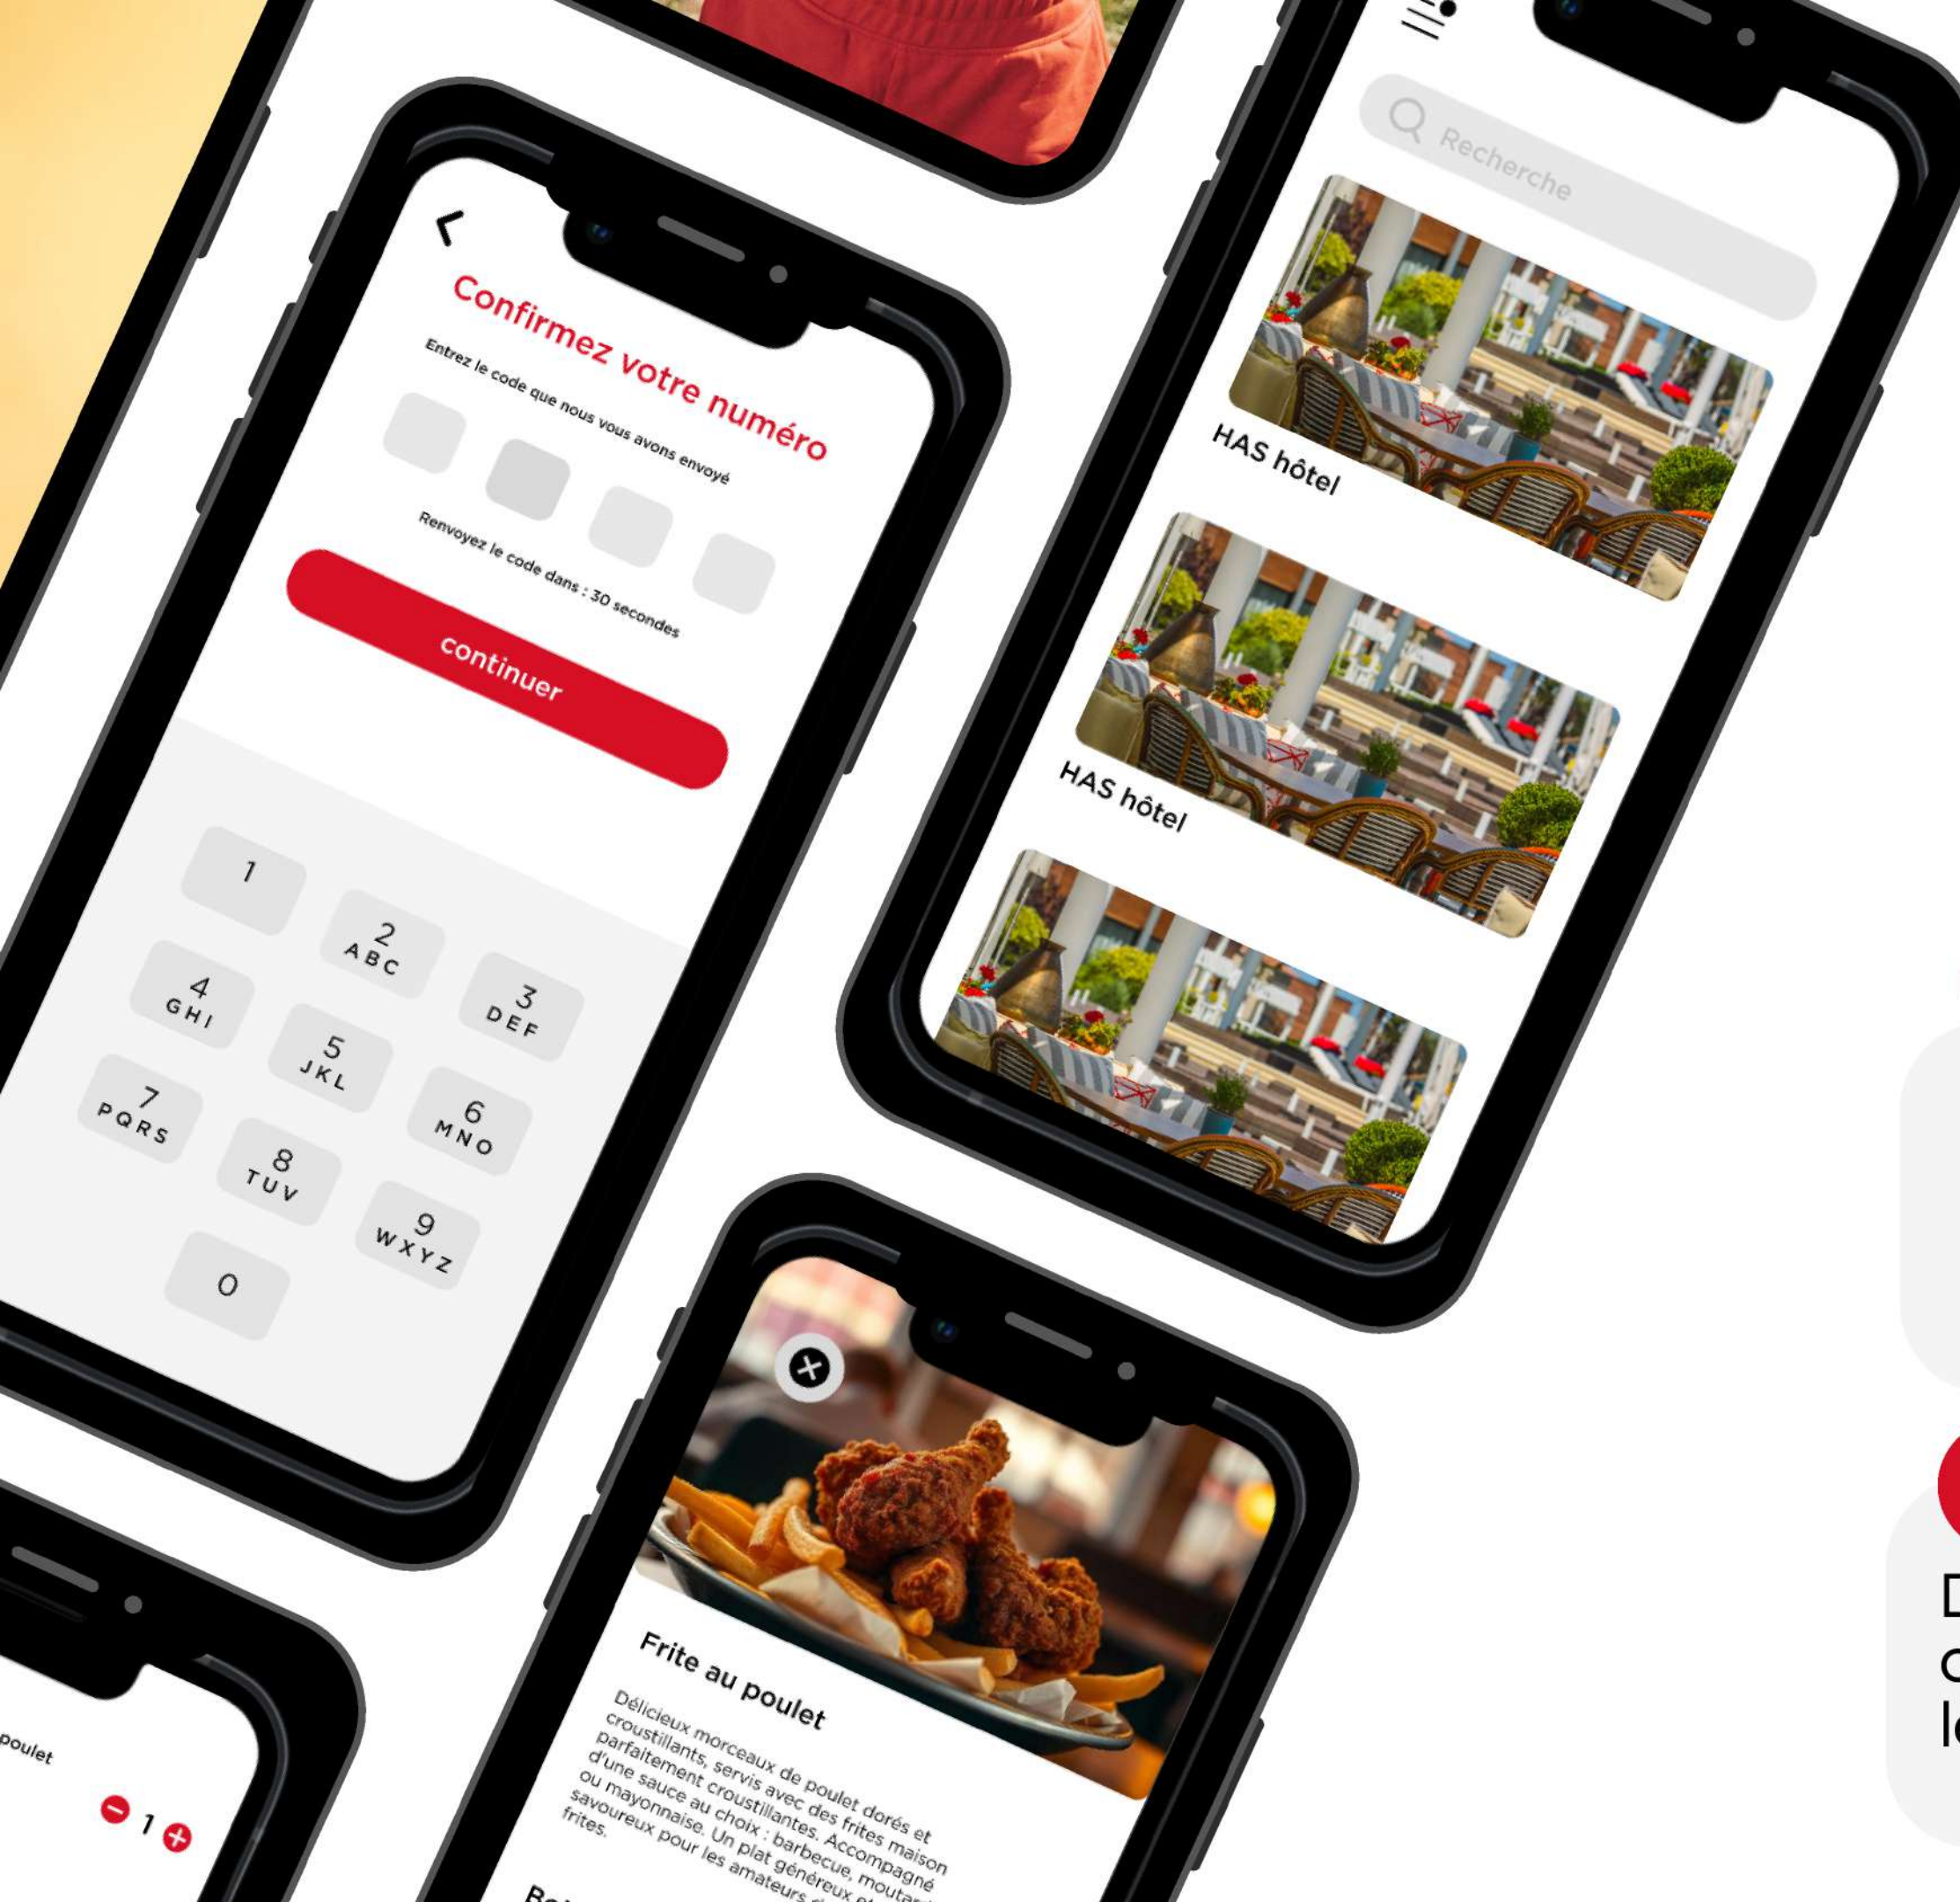 Confirmez votre numéro
Entrez le code que nous vous avons envoyé
Renvoyez le code dans : 30 secondes
continuer
1
2
ABC
3
DEF
4
GHI
5
JKL
6
MNO
7
PQRS
8
TUV
9
WXYZ
0
Recherche
HAS hôtel
HAS hôtel
Frite au poulet
Délicieux morceaux de poulet dorés et
croustillants, servis avec des frites maison
parfaitement croustillantes. Accompagné
d'une sauce au choix : barbecue,
ou mayonnaise. Un plat généreux
savoureux pour les amateurs
frites.
poulet
1